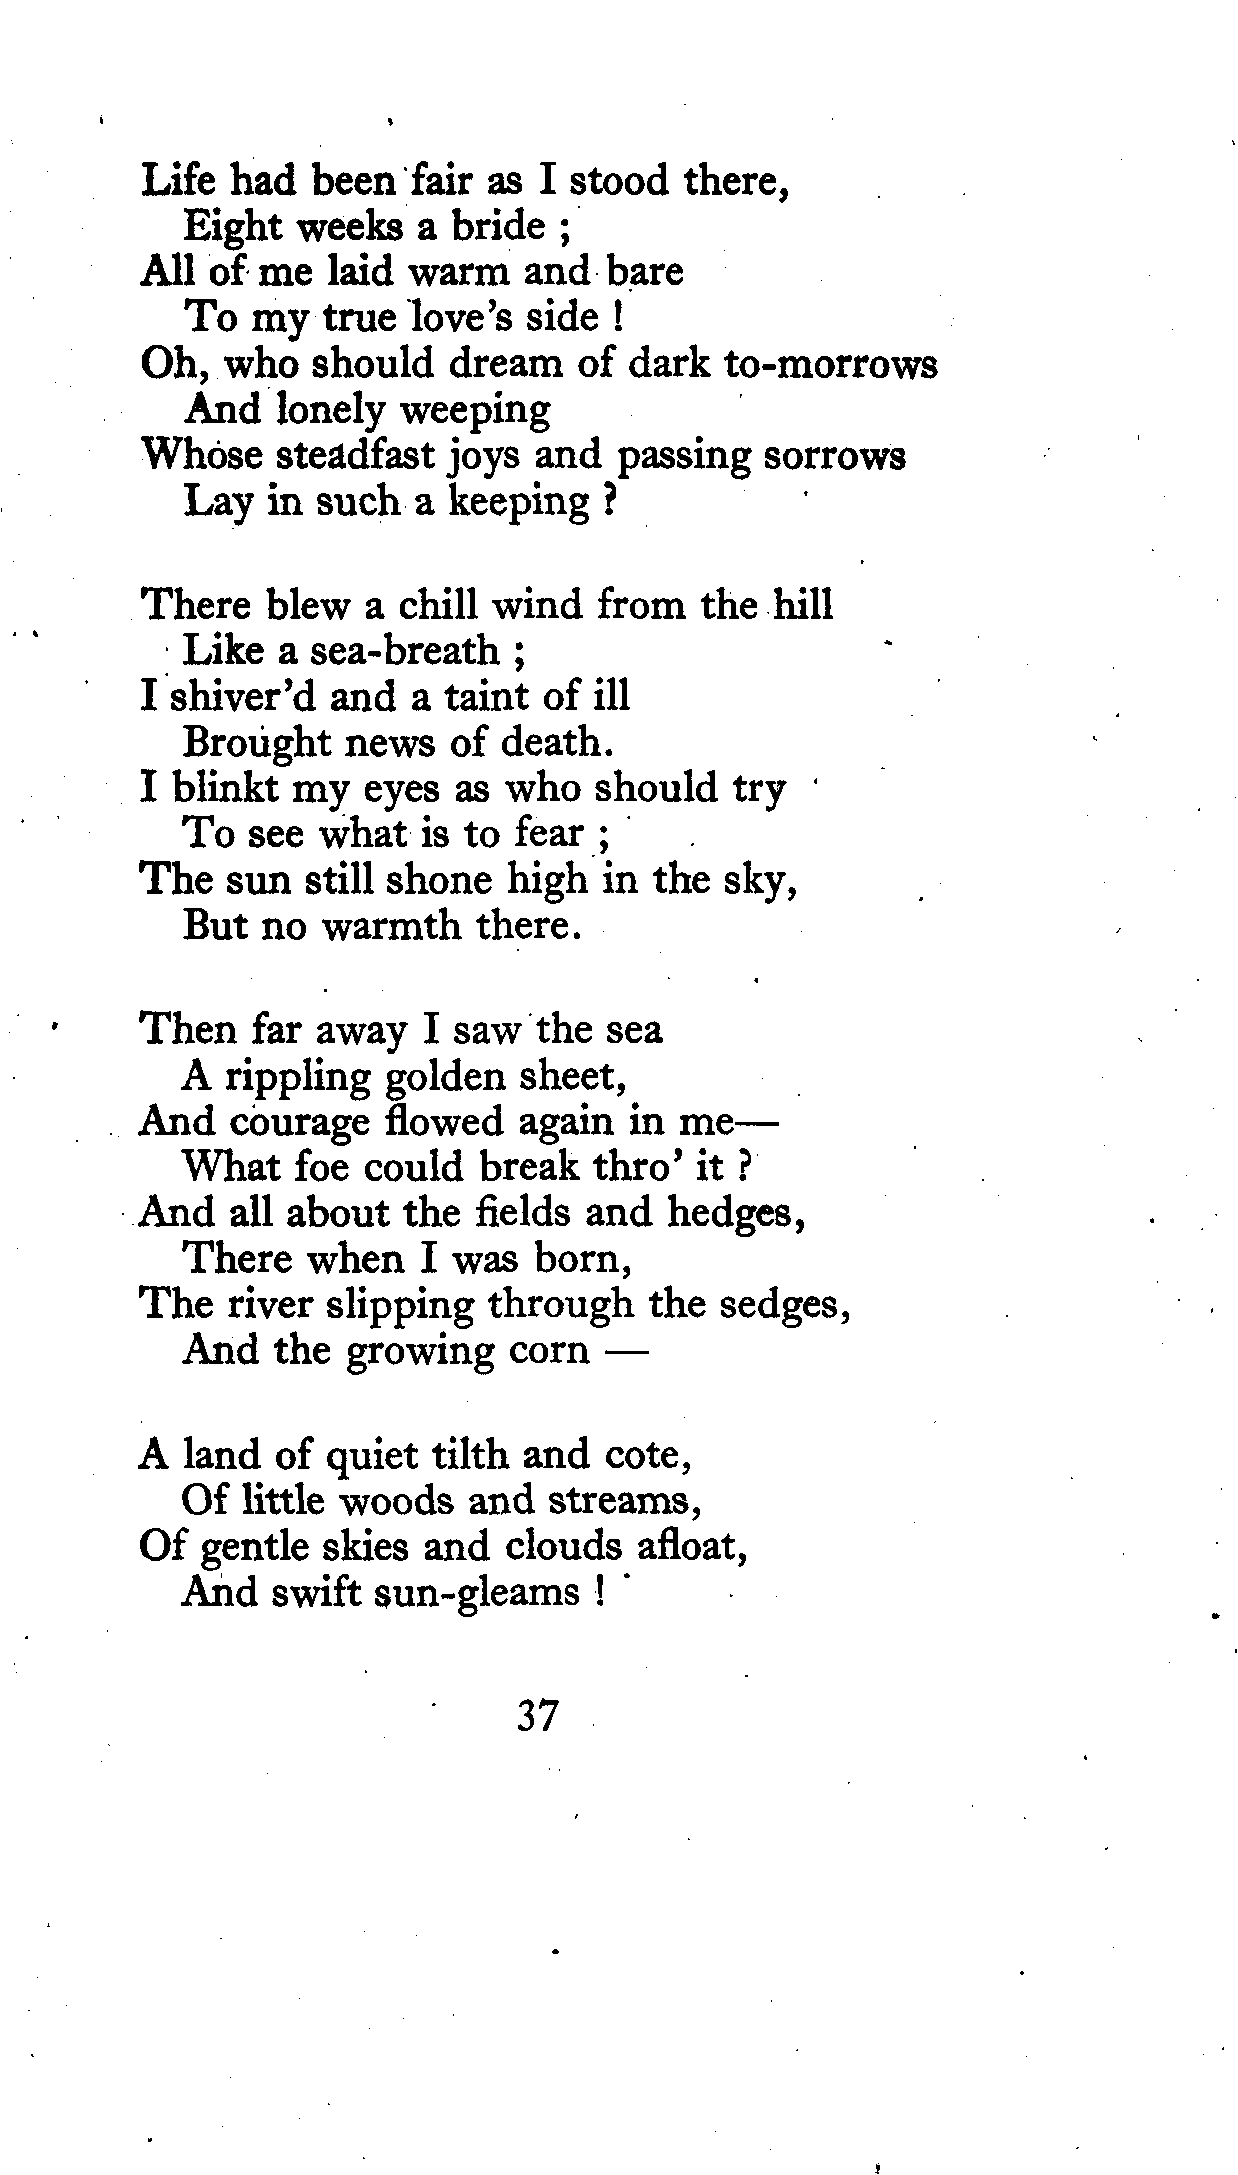 Life had been fair as I stood there,
Eight weeks a bride ;
All of me laid warm and bare
To my true love's side !
Oh, who should dream of dark to-morrows
And lonely weeping
Whose steadfast joys and passing sorrows
Lay in such a keeping ?
There blew a chill wind from the hill
Like a sea-breath ;
I shiver'd and a taint of ill
Brought news of death.
I blinkt my eyes as who should try
To see what is to fear ;
The sun still shone high in the sky,
But no warmth there.
Then far away I saw the sea
A rippling golden sheet,
And courage flowed again in me—
What foe could break thro' it ?
And all about the fields and hedges,
There when I was born,
The river slipping through the sedges,
And the growing corn —
A land of quiet tilth and cote,
Of little woods and streams,
Of gentle skies and clouds afloat,
And swift sun-gleams !
37